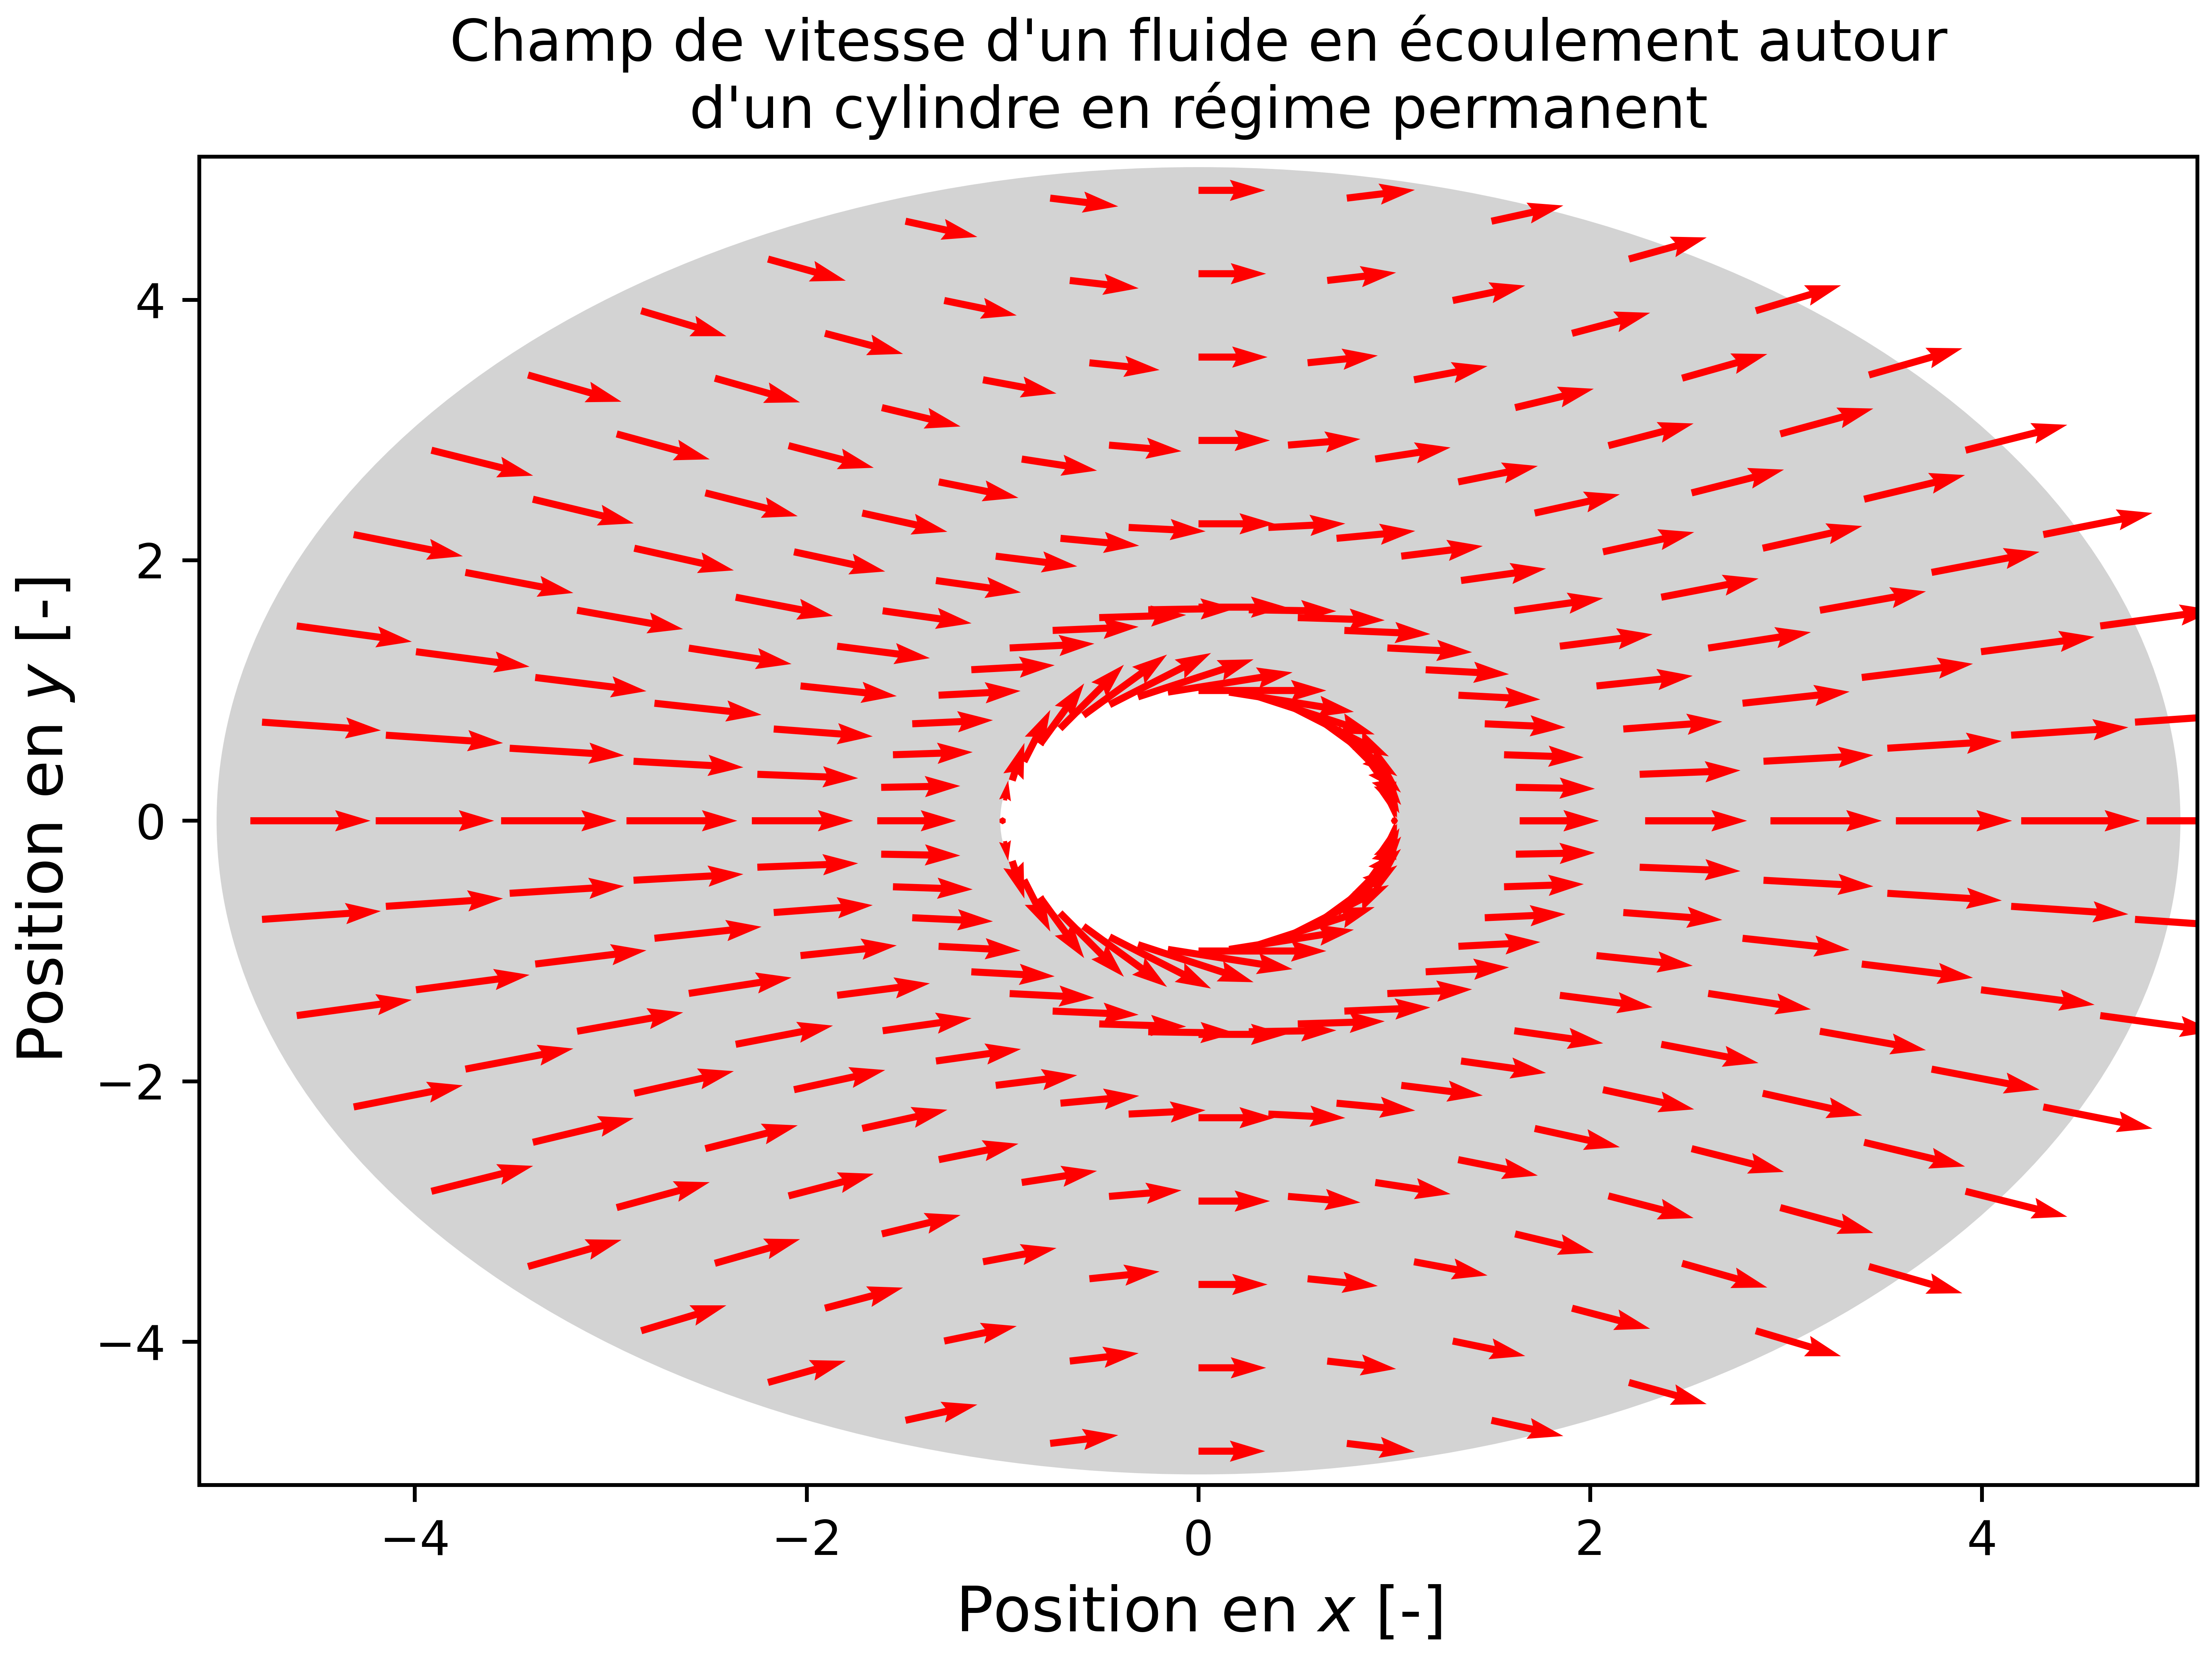 Champ de vitesse d'un fluide en écoulement autour
d'un cylindre en régime permanent
Position en y [-]
4
2
0
−2
−4
−4
−2
0
2
4
Position en x [-]